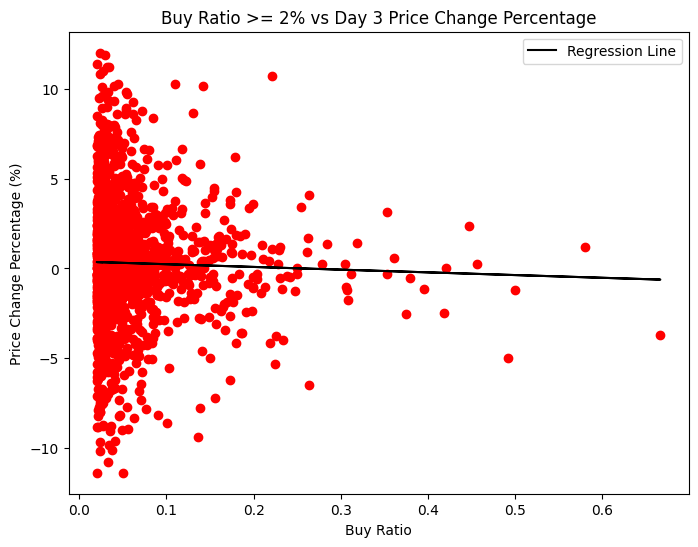 Buy Ratio >= 2% vs Day 3 Price Change Percentage
Regression Line
Price Change Percentage (%)
10
5
0
−5
−10
0.0 0.1 0.2 0.3 0.4 0.5 0.6
Buy Ratio